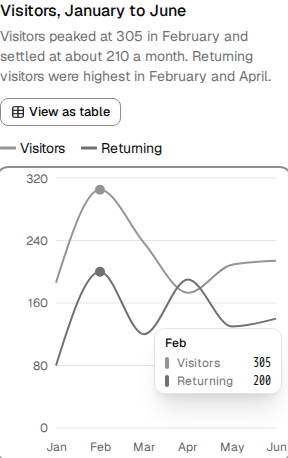 Visitors, January to June
Visitors peaked at 305 in February and
settled at about 210 a month. Returning
visitors were highest in February and April.
View as table
Visitors Returning
320
240
160
80
0
Feb
Visitors 305
Returning 200
Jan Feb Mar Apr May Jun